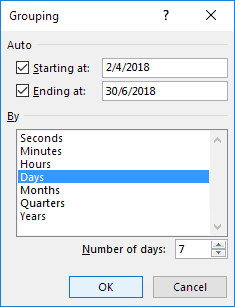 Grouping ? ×
Auto
Starting at: 2/4/2018
Ending at: 30/6/2018
By
Seconds
Minutes
Hours
Days
Months
Quarters
Years
Number of days: 7
OK Cancel